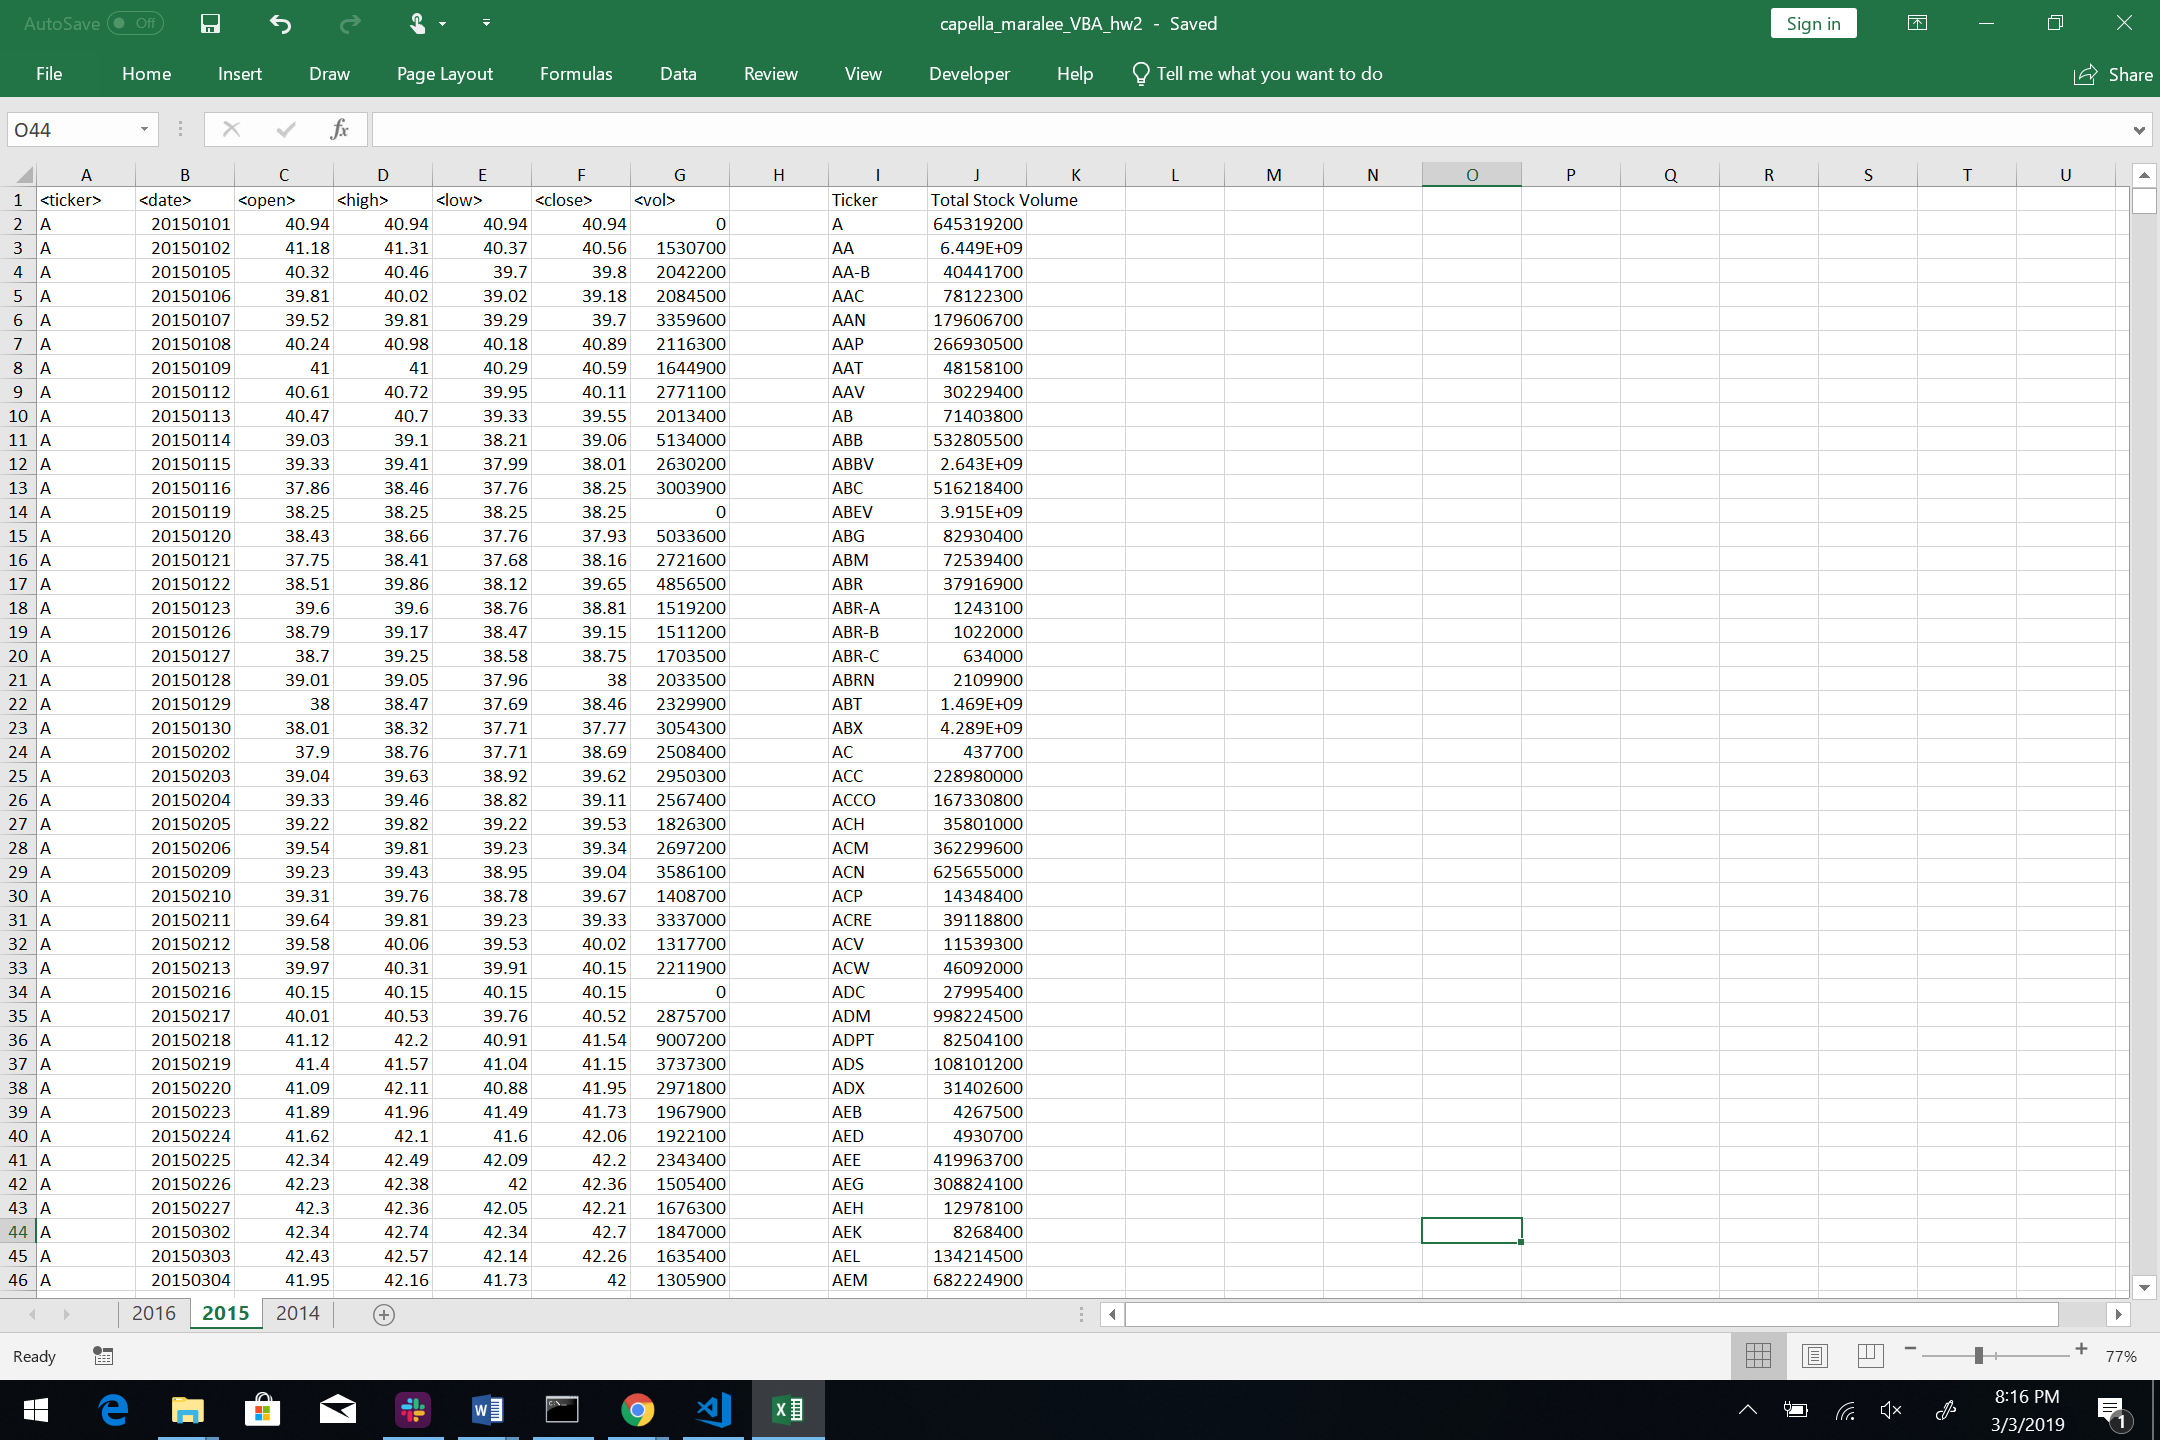 AutoSave Off capella_maralee_VBA_hw2 - Saved Sign in
File Home Insert Draw Page Layout Formulas Data Review View Developer Help Tell me what you want to do Share
O44 fx
A B C D E F G H I J K L M N O P Q R S T U
1 <ticker> <date> <open> <high> <low> <close> <vol> Ticker Total Stock Volume
2 A 20150101 40.94 40.94 40.94 40.94 0 A 645319200
3 A 20150102 41.18 41.31 40.37 40.56 1530700 AA 6.449E+09
4 A 20150105 40.32 40.46 39.7 39.8 2042200 AA-B 40441700
5 A 20150106 39.81 40.02 39.02 39.18 2084500 AAC 78122300
6 A 20150107 39.52 39.81 39.29 39.7 3359600 AAN 179606700
7 A 20150108 40.24 40.98 40.18 40.89 2116300 AAP 266930500
8 A 20150109 41 41 40.29 40.59 1644900 AAT 48158100
9 A 20150112 40.61 40.72 39.95 40.11 2771100 AAV 30229400
10 A 20150113 40.47 40.7 39.33 39.55 2013400 AB 71403800
11 A 20150114 39.03 39.1 38.21 39.06 5134000 ABB 532805500
12 A 20150115 39.33 39.41 37.99 38.01 2630200 ABBV 2.643E+09
13 A 20150116 37.86 38.46 37.76 38.25 3003900 ABC 516218400
14 A 20150119 38.25 38.25 38.25 38.25 0 ABEV 3.915E+09
15 A 20150120 38.43 38.66 37.76 37.93 5033600 ABG 82930400
16 A 20150121 37.75 38.41 37.68 38.16 2721600 ABM 72539400
17 A 20150122 38.51 39.86 38.12 39.65 4856500 ABR 37916900
18 A 20150123 39.6 39.6 38.76 38.81 1519200 ABR-A 1243100
19 A 20150126 38.79 39.17 38.47 39.15 1511200 ABR-B 1022000
20 A 20150127 38.7 39.25 38.58 38.75 1703500 ABR-C 634000
21 A 20150128 39.01 39.05 37.96 38 2033500 ABRN 2109900
22 A 20150129 38 38.47 37.69 38.46 2329900 ABT 1.469E+09
23 A 20150130 38.01 38.32 37.71 37.77 3054300 ABX 4.289E+09
24 A 20150202 37.9 38.76 37.71 38.69 2508400 AC 437700
25 A 20150203 39.04 39.63 38.92 39.62 2950300 ACC 228980000
26 A 20150204 39.33 39.46 38.82 39.11 2567400 ACCO 167330800
27 A 20150205 39.22 39.82 39.22 39.53 1826300 ACH 35801000
28 A 20150206 39.54 39.81 39.23 39.34 2697200 ACM 362299600
29 A 20150209 39.23 39.43 38.95 39.04 3586100 ACN 625655000
30 A 20150210 39.31 39.76 38.78 39.67 1408700 ACP 14348400
31 A 20150211 39.64 39.81 39.23 39.33 3337000 ACRE 39118800
32 A 20150212 39.58 40.06 39.53 40.02 1317700 ACV 11539300
33 A 20150213 39.97 40.31 39.91 40.15 2211900 ACW 46092000
34 A 20150216 40.15 40.15 40.15 40.15 0 ADC 27995400
35 A 20150217 40.01 40.53 39.76 40.52 2875700 ADM 998224500
36 A 20150218 41.12 42.2 40.91 41.54 9007200 ADPT 82504100
37 A 20150219 41.4 41.57 41.04 41.15 3737300 ADS 108101200
38 A 20150220 41.09 42.11 40.88 41.95 2971800 ADX 31402600
39 A 20150223 41.89 41.96 41.49 41.73 1967900 AEB 4267500
40 A 20150224 41.62 42.1 41.6 42.06 1922100 AED 4930700
41 A 20150225 42.34 42.49 42.09 42.2 2343400 AEE 419963700
42 A 20150226 42.23 42.38 42 42.36 1505400 AEG 308824100
43 A 20150227 42.3 42.36 42.05 42.21 1676300 AEH 12978100
44 A 20150302 42.34 42.74 42.34 42.7 1847000 AEK 8268400
45 A 20150303 42.43 42.57 42.14 42.26 1635400 AEL 134214500
46 A 20150304 41.95 42.16 41.73 42 1305900 AEM 682224900
2016 2015 2014
Ready 77%
8:16 PM
3/3/2019
1